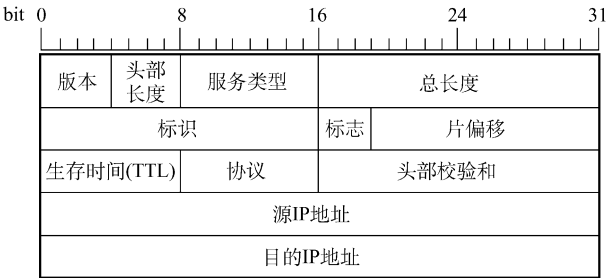 bit 0 8 16 24 31
版本 头部长度 服务类型 总长度
标识 标志 片偏移
生存时间(TTL) 协议 头部校验和
源IP地址
目的IP地址